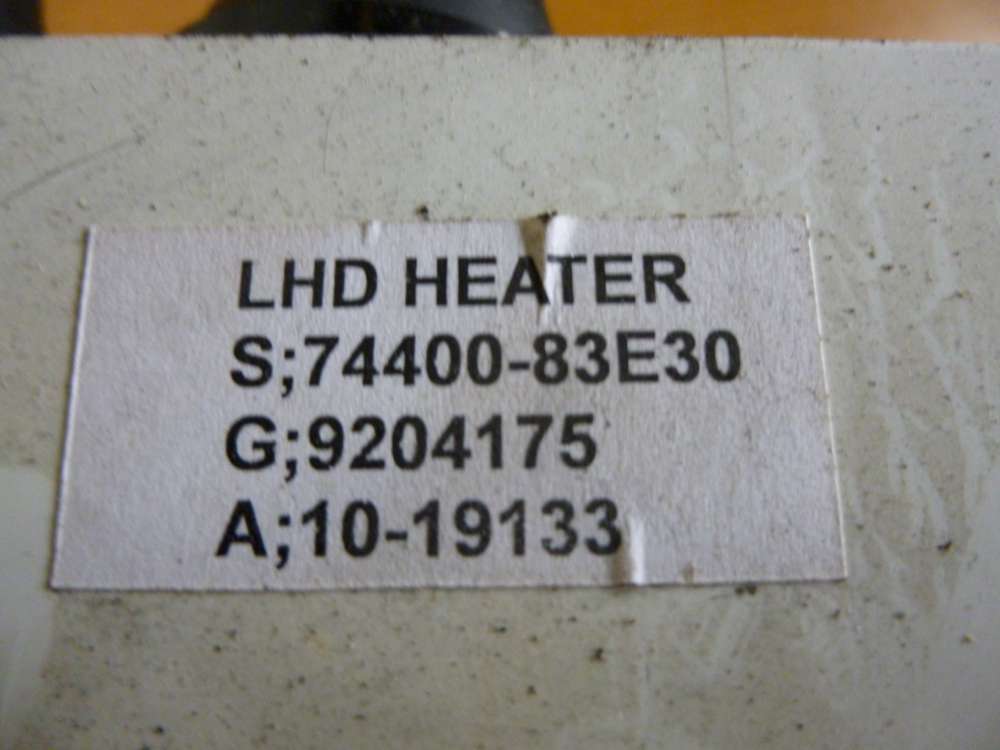 LHD HEATER
S;74400-83E30
G;9204175
A;10-19133